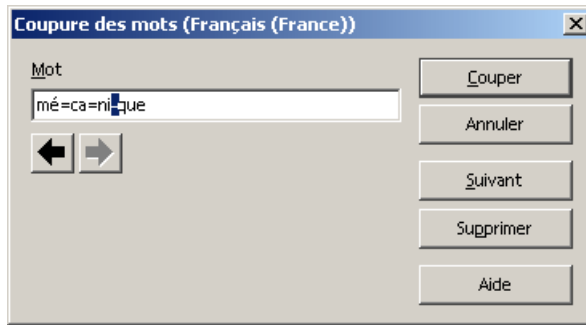 Coupure des mots (Français (France))
Mot
mé=ca=ni-que
Couper
Annuler
Suivant
Supprimer
Aide